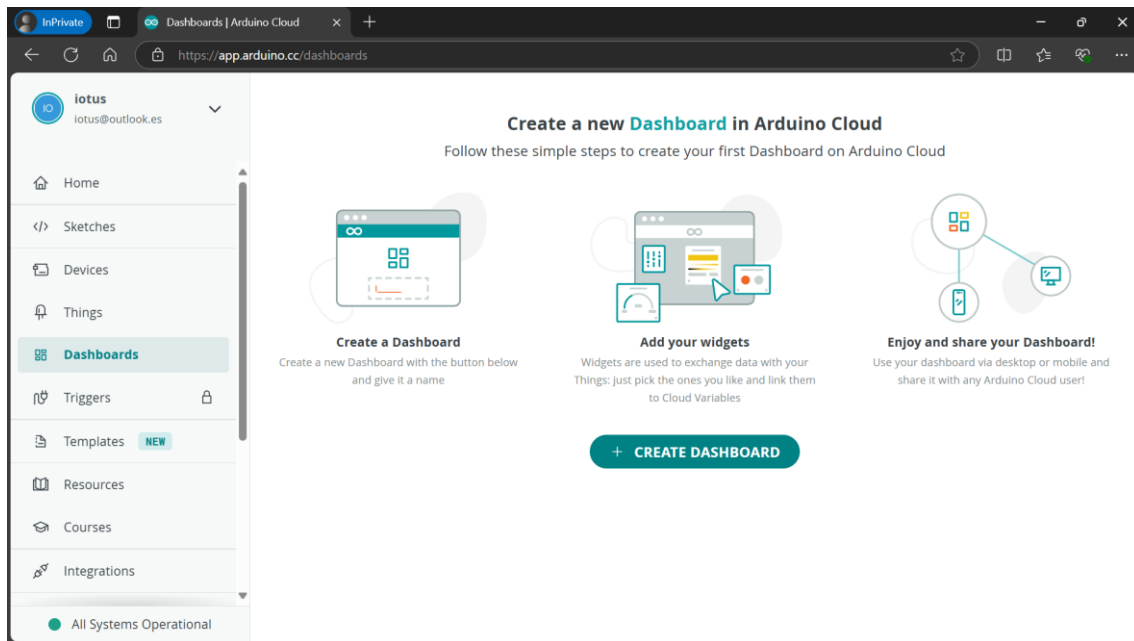 InPrivate
Dashboards | Arduino Cloud
https://app.arduino.cc/dashboards
IO
iotus
iotus@outlook.es
Home
Sketches
Devices
Things
Dashboards
Triggers
Templates NEW
Resources
Courses
Integrations
All Systems Operational
Create a new Dashboard in Arduino Cloud
Follow these simple steps to create your first Dashboard on Arduino Cloud
Create a Dashboard
Create a new Dashboard with the button below
and give it a name
Add your widgets
Widgets are used to exchange data with your
Things: just pick the ones you like and link them
to Cloud Variables
Enjoy and share your Dashboard!
Use your dashboard via desktop or mobile and
share it with any Arduino Cloud user!
+ CREATE DASHBOARD